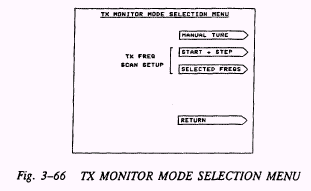 TX MONITOR MODE SELECTION MENU
MANUAL TUNE
TX FREQ
SCAN SETUP
START + STEP
SELECTED FREQS
RETURN
Fig. 3-66 TX MONITOR MODE SELECTION MENU